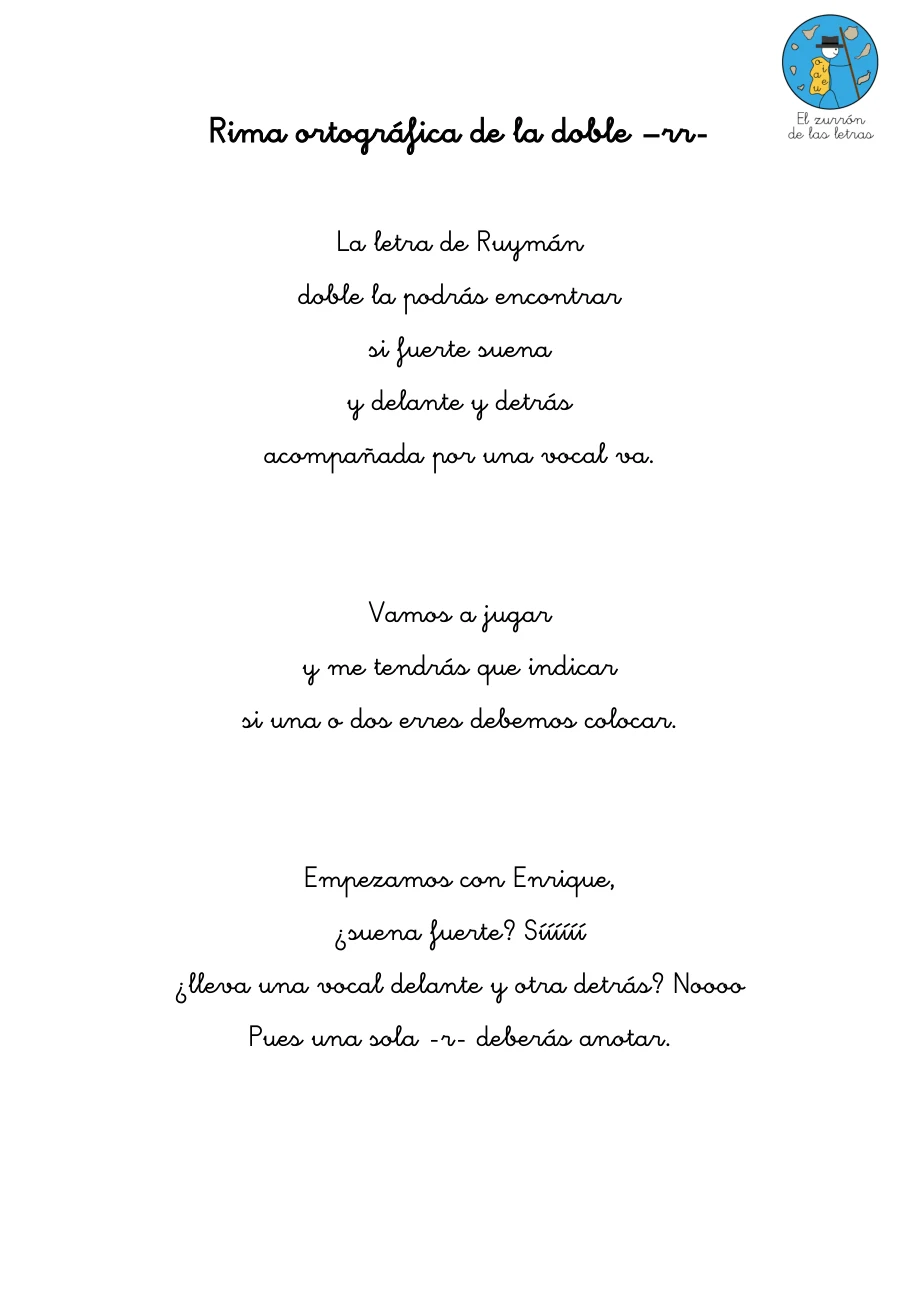 El zurrón
de las letras
Rima ortográfica de la doble –rr-
La letra de Ruymán
doble la podrás encontrar
si fuerte suena
y delante y detrás
acompañada por una vocal va.
Vamos a jugar
y me tendrás que indicar
si una o dos erres debemos colocar.
Empezamos con Enrique,
¿suena fuerte? Síííííí
¿lleva una vocal delante y otra detrás? Noooo
Pues una sola -r- deberás anotar.